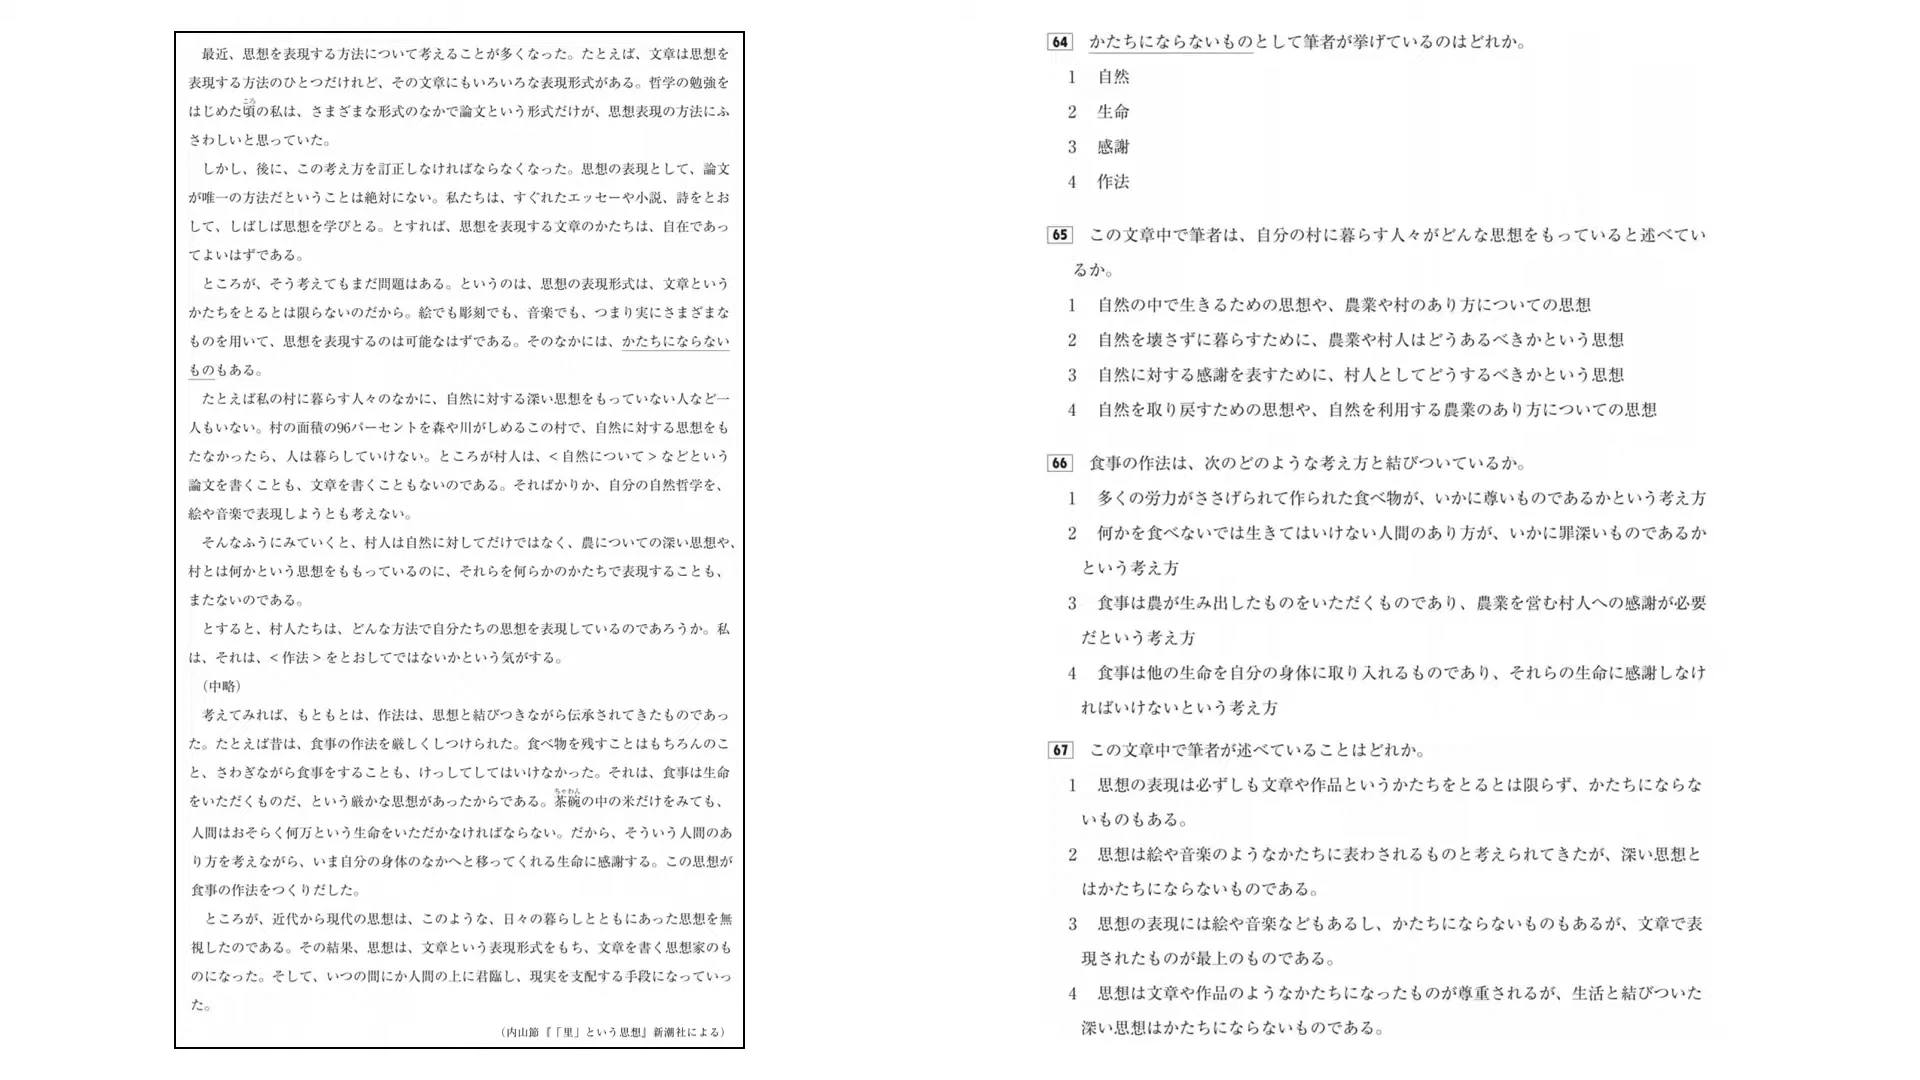 最近、思想を表現する方法について考えることが多くなった。たとえば、文章は思想を
表現する方法のひとつだけれど、その文章にもいろいろな表現形式がある。哲学の勉強を
はじめた頃の私は、さまざまな形式のなかで論文という形式だけが、思想表現の方法にふ
さわしいと思っていた。
しかし、後に、この考え方を訂正しなければならなくなった。思想の表現として、論文
が唯一の方法だということは絶対にない。私たちは、すぐれたエッセーや小説、詩をとお
して、しばしば思想を学びとる。とすれば、思想を表現する文章のかたちは、自在であっ
てよいはずである。
ところが、そう考えてもまだ問題はある。というのは、思想の表現形式は、文章という
かたちをとるとは限らないのだから。絵でも彫刻でも、音楽でも、つまり実にさまざまな
ものを用いて、思想を表現するのは可能なはずである。そのなかには、かたちにならない
ものもある。
たとえば私の村に暮らす人々のなかに、自然に対する深い思想をもっていない人など一
人もいない。村の面積の96パーセントを森や川がしめるこの村で、自然に対する思想をも
たなかったら、人は暮らしていけない。ところが村人は、<自然について>などという
論文を書くことも、文章を書くこともないのである。そればかりか、自分の自然哲学を、
絵や音楽で表現しようとも考えない。
そんなふうにみていくと、村人は自然に対してだけではなく、農についての深い思想や、
村とは何かという思想をももっているのに、それらを何らかのかたちで表現することも、
またないのである。
とすると、村人たちは、どんな方法で自分たちの思想を表現しているのであろうか。私
は、それは、<作法>をとおしてではないかという気がする。
（中略）
考えてみれば、もともとは、作法は、思想と結びつきながら伝承されてきたものであっ
た。たとえば昔は、食事の作法を厳しくしつけられた。食べ物を残すことはもちろんのこ
と、さわぎながら食事をすることも、けっしてしてはいけなかった。それは、食事は生命
をいただくものだ、という厳かな思想があったからである。茶碗の中の米だけをみても、
人間はおそらく何万という生命をいただかなければならない。だから、そういう人間のあ
り方を考えながら、いま自分の身体のなかへと移ってくれる生命に感謝する。この思想が
食事の作法をつくりだした。
ところが、近代から現代の思想は、このような、日々の暮らしとともにあった思想を無
視したのである。その結果、思想は、文章という表現形式をもち、文章を書く思想家のも
のになった。そして、いつの間にか人間の上に君臨し、現実を支配する手段になっていっ
た。
（内山節『「里」という思想』新潮社による）
64 かたちにならないものとして筆者が挙げているのはどれか。
1 自然
2 生命
3 感謝
4 作法
65 この文章中で筆者は、自分の村に暮らす人々がどんな思想をもっていると述べてい
るか。
1 自然の中で生きるための思想や、農業や村のあり方についての思想
2 自然を壊さずに暮らすために、農業や村人はどうあるべきかという思想
3 自然に対する感謝を表すために、村人としてどうするべきかという思想
4 自然を取り戻すための思想や、自然を利用する農業のあり方についての思想
66 食事の作法は、次のどのような考え方と結びついているか。
1 多くの労力がささげられて作られた食べ物が、いかに尊いものであるかという考え方
2 何かを食べないでは生きてはいけない人間のあり方が、いかに罪深いものであるか
という考え方
3 食事は農が生み出したものをいただくものであり、農業を営む村人への感謝が必要
だという考え方
4 食事は他の生命を自分の身体に取り入れるものであり、それらの生命に感謝しなけ
ればいけないという考え方
67 この文章中で筆者が述べていることはどれか。
1 思想の表現は必ずしも文章や作品というかたちをとるとは限らず、かたちにならな
いものもある。
2 思想は絵や音楽のようなかたちに表わされるものと考えられてきたが、深い思想と
はかたちにならないものである。
3 思想の表現には絵や音楽などもあるし、かたちにならないものもあるが、文章で表
現されたものが最上のものである。
4 思想は文章や作品のようなかたちになったものが尊重されるが、生活と結びついた
深い思想はかたちにならないものである。